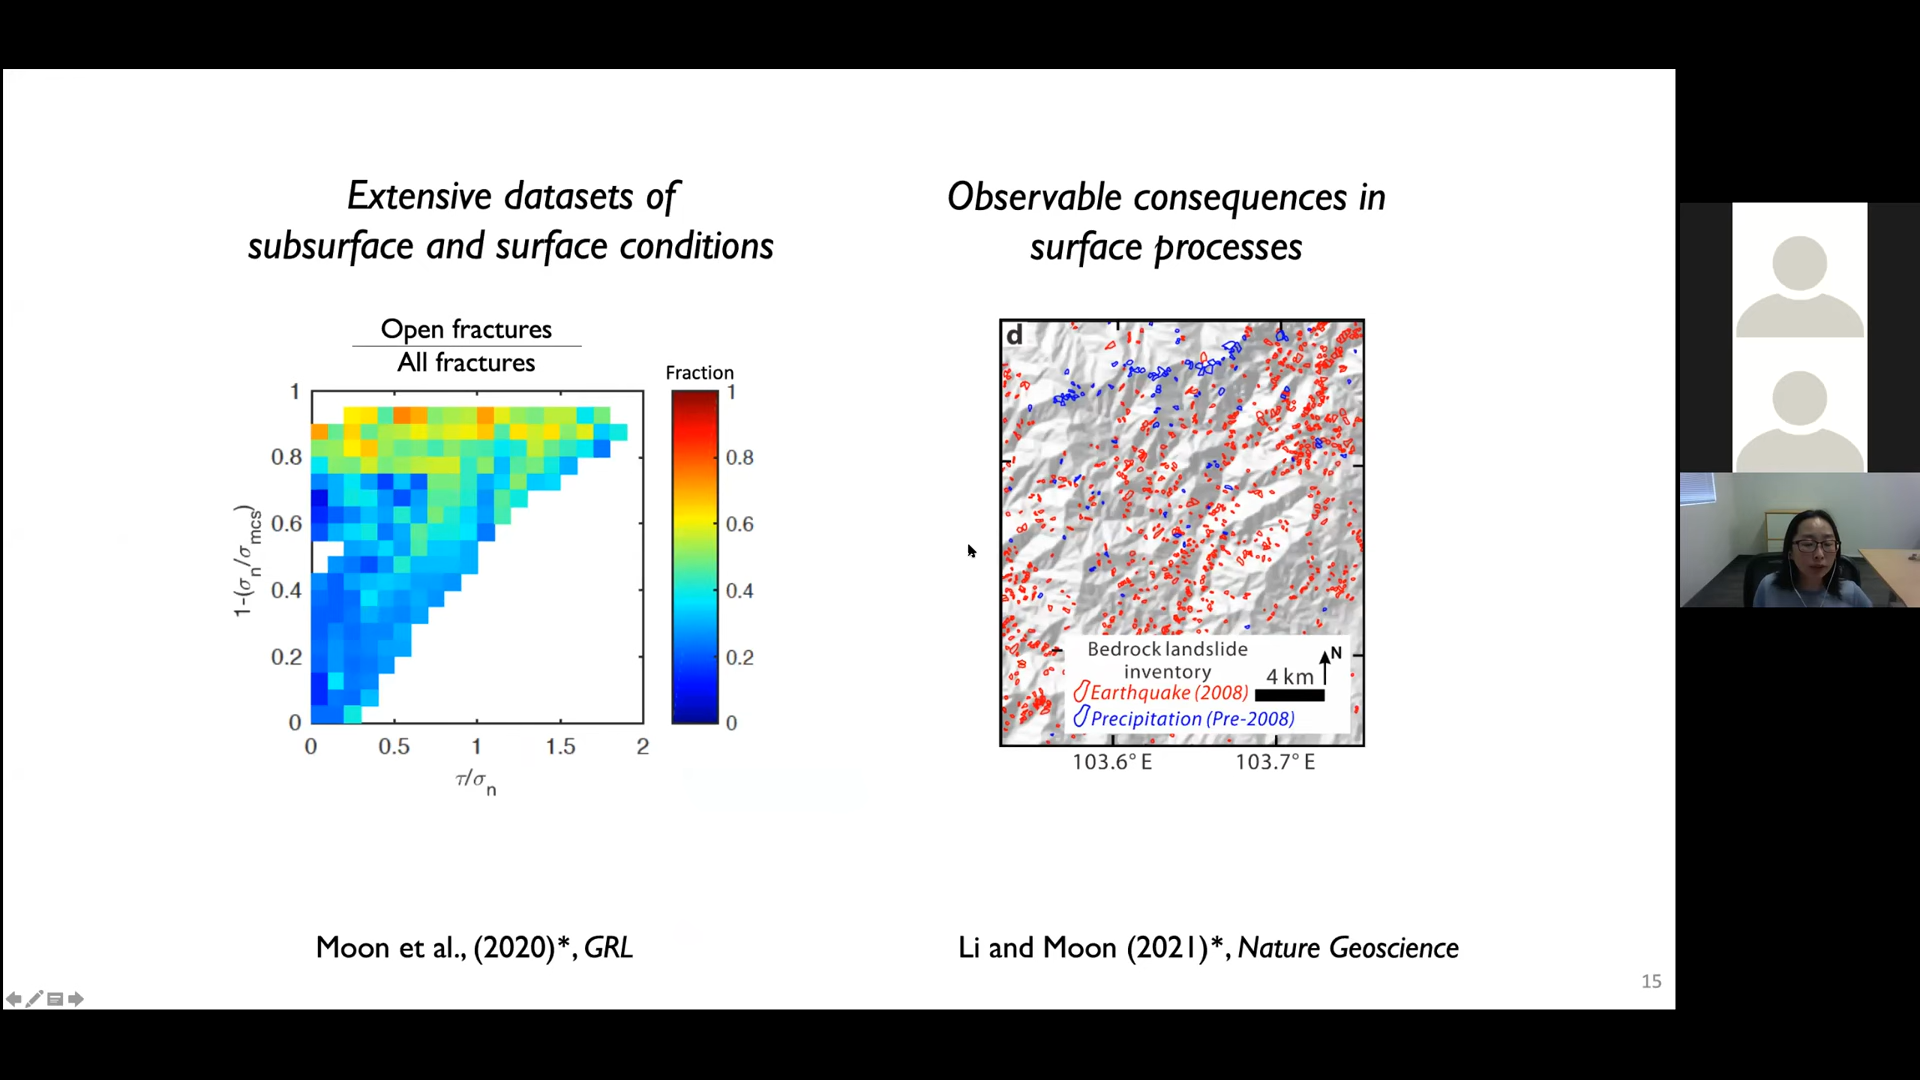 Extensive datasets of
subsurface and surface conditions
Open fractures
All fractures
Fraction
1
0.8
0.6
0.4
0.2
0
1-(σn/σmcs)
0
0.5
1
1.5
2
τ/σn
1
0.8
0.6
0.4
0.2
0
Moon et al., (2020)*, GRL
Observable consequences in
surface processes
d
Bedrock landslide
inventory
Earthquake (2008)
Precipitation (Pre-2008)
4 km
N
103.6° E
103.7° E
Li and Moon (2021)*, Nature Geoscience
15